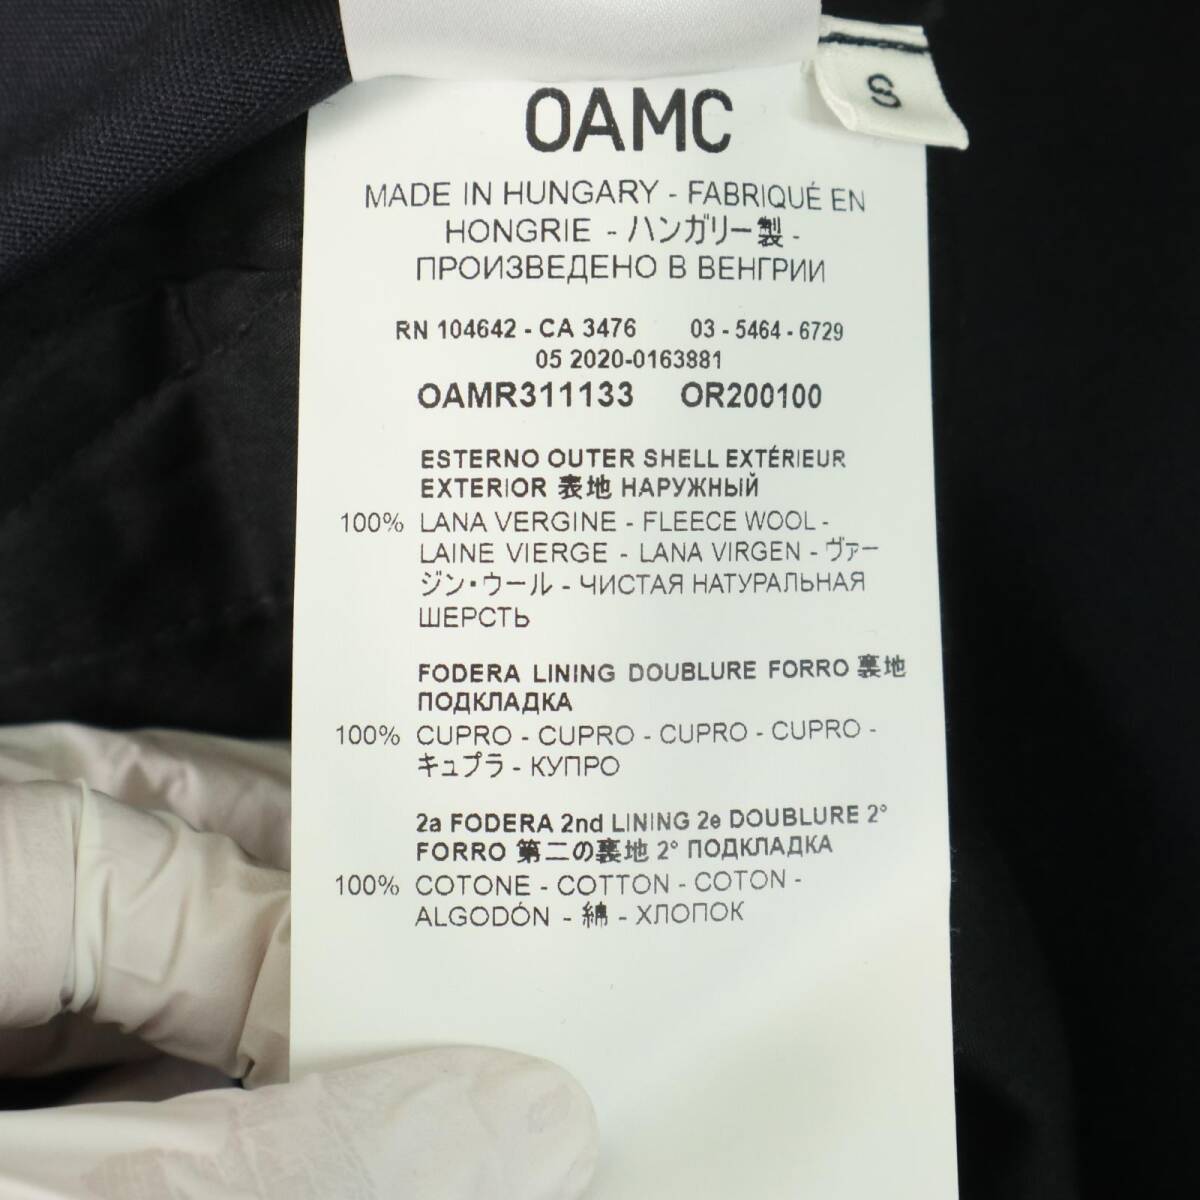 S
OAMC
MADE IN HUNGARY - FABRIQUÉ EN
HONGRIE - ハンガリー製 -
ПРОИЗВЕДЕНО В ВЕНГРИИ
RN 104642 - CA 3476 03 - 5464 - 6729
05 2020-0163881
OAMR311133 OR200100
ESTERNO OUTER SHELL EXTÉRIEUR
EXTERIOR 表地 НАРУЖНЫЙ
100% LANA VERGINE - FLEECE WOOL -
LAINE VIERGE - LANA VIRGEN - ヴァー
ジン・ウール - ЧИСТАЯ НАТУРАЛЬНАЯ
ШЕРСТЬ
FODERA LINING DOUBLURE FORRO 裏地
ПОДКЛАДКА
100% CUPRO - CUPRO - CUPRO - CUPRO -
キュプラ - КУПРО
2a FODERA 2nd LINING 2e DOUBLURE 2°
FORRO 第二の裏地 2° ПОДКЛАДКА
100% COTONE - COTTON - COTON -
ALGODÓN - 綿 - ХЛОПОК